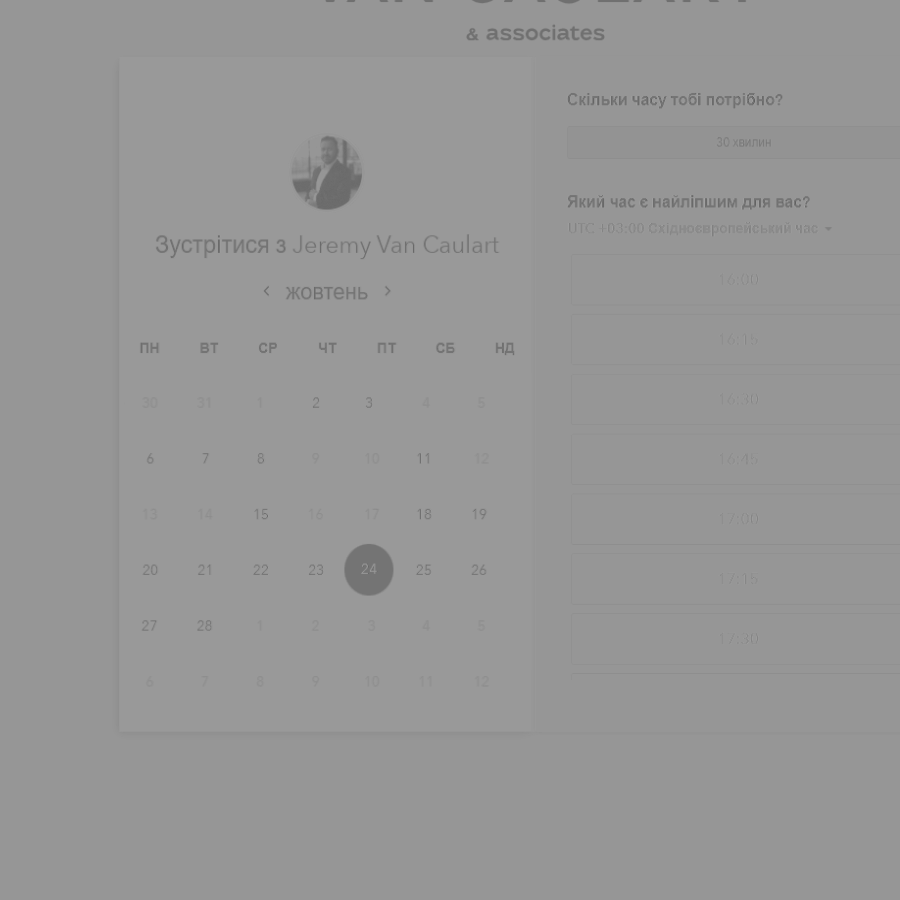 & associates
Зустрітися з Jeremy Van Caulart
жовтень
ПН ВТ СР ЧТ ПТ СБ НД
30 31 1 2 3 4 5
6 7 8 9 10 11 12
13 14 15 16 17 18 19
20 21 22 23 24 25 26
27 28 1 2 3 4 5
6 7 8 9 10 11 12
Скільки часу тобі потрібно?
30 хвилин
Який час є найліпшим для вас?
UTC +03:00 Східноєвропейський час
16:00
16:15
16:30
16:45
17:00
17:15
17:30